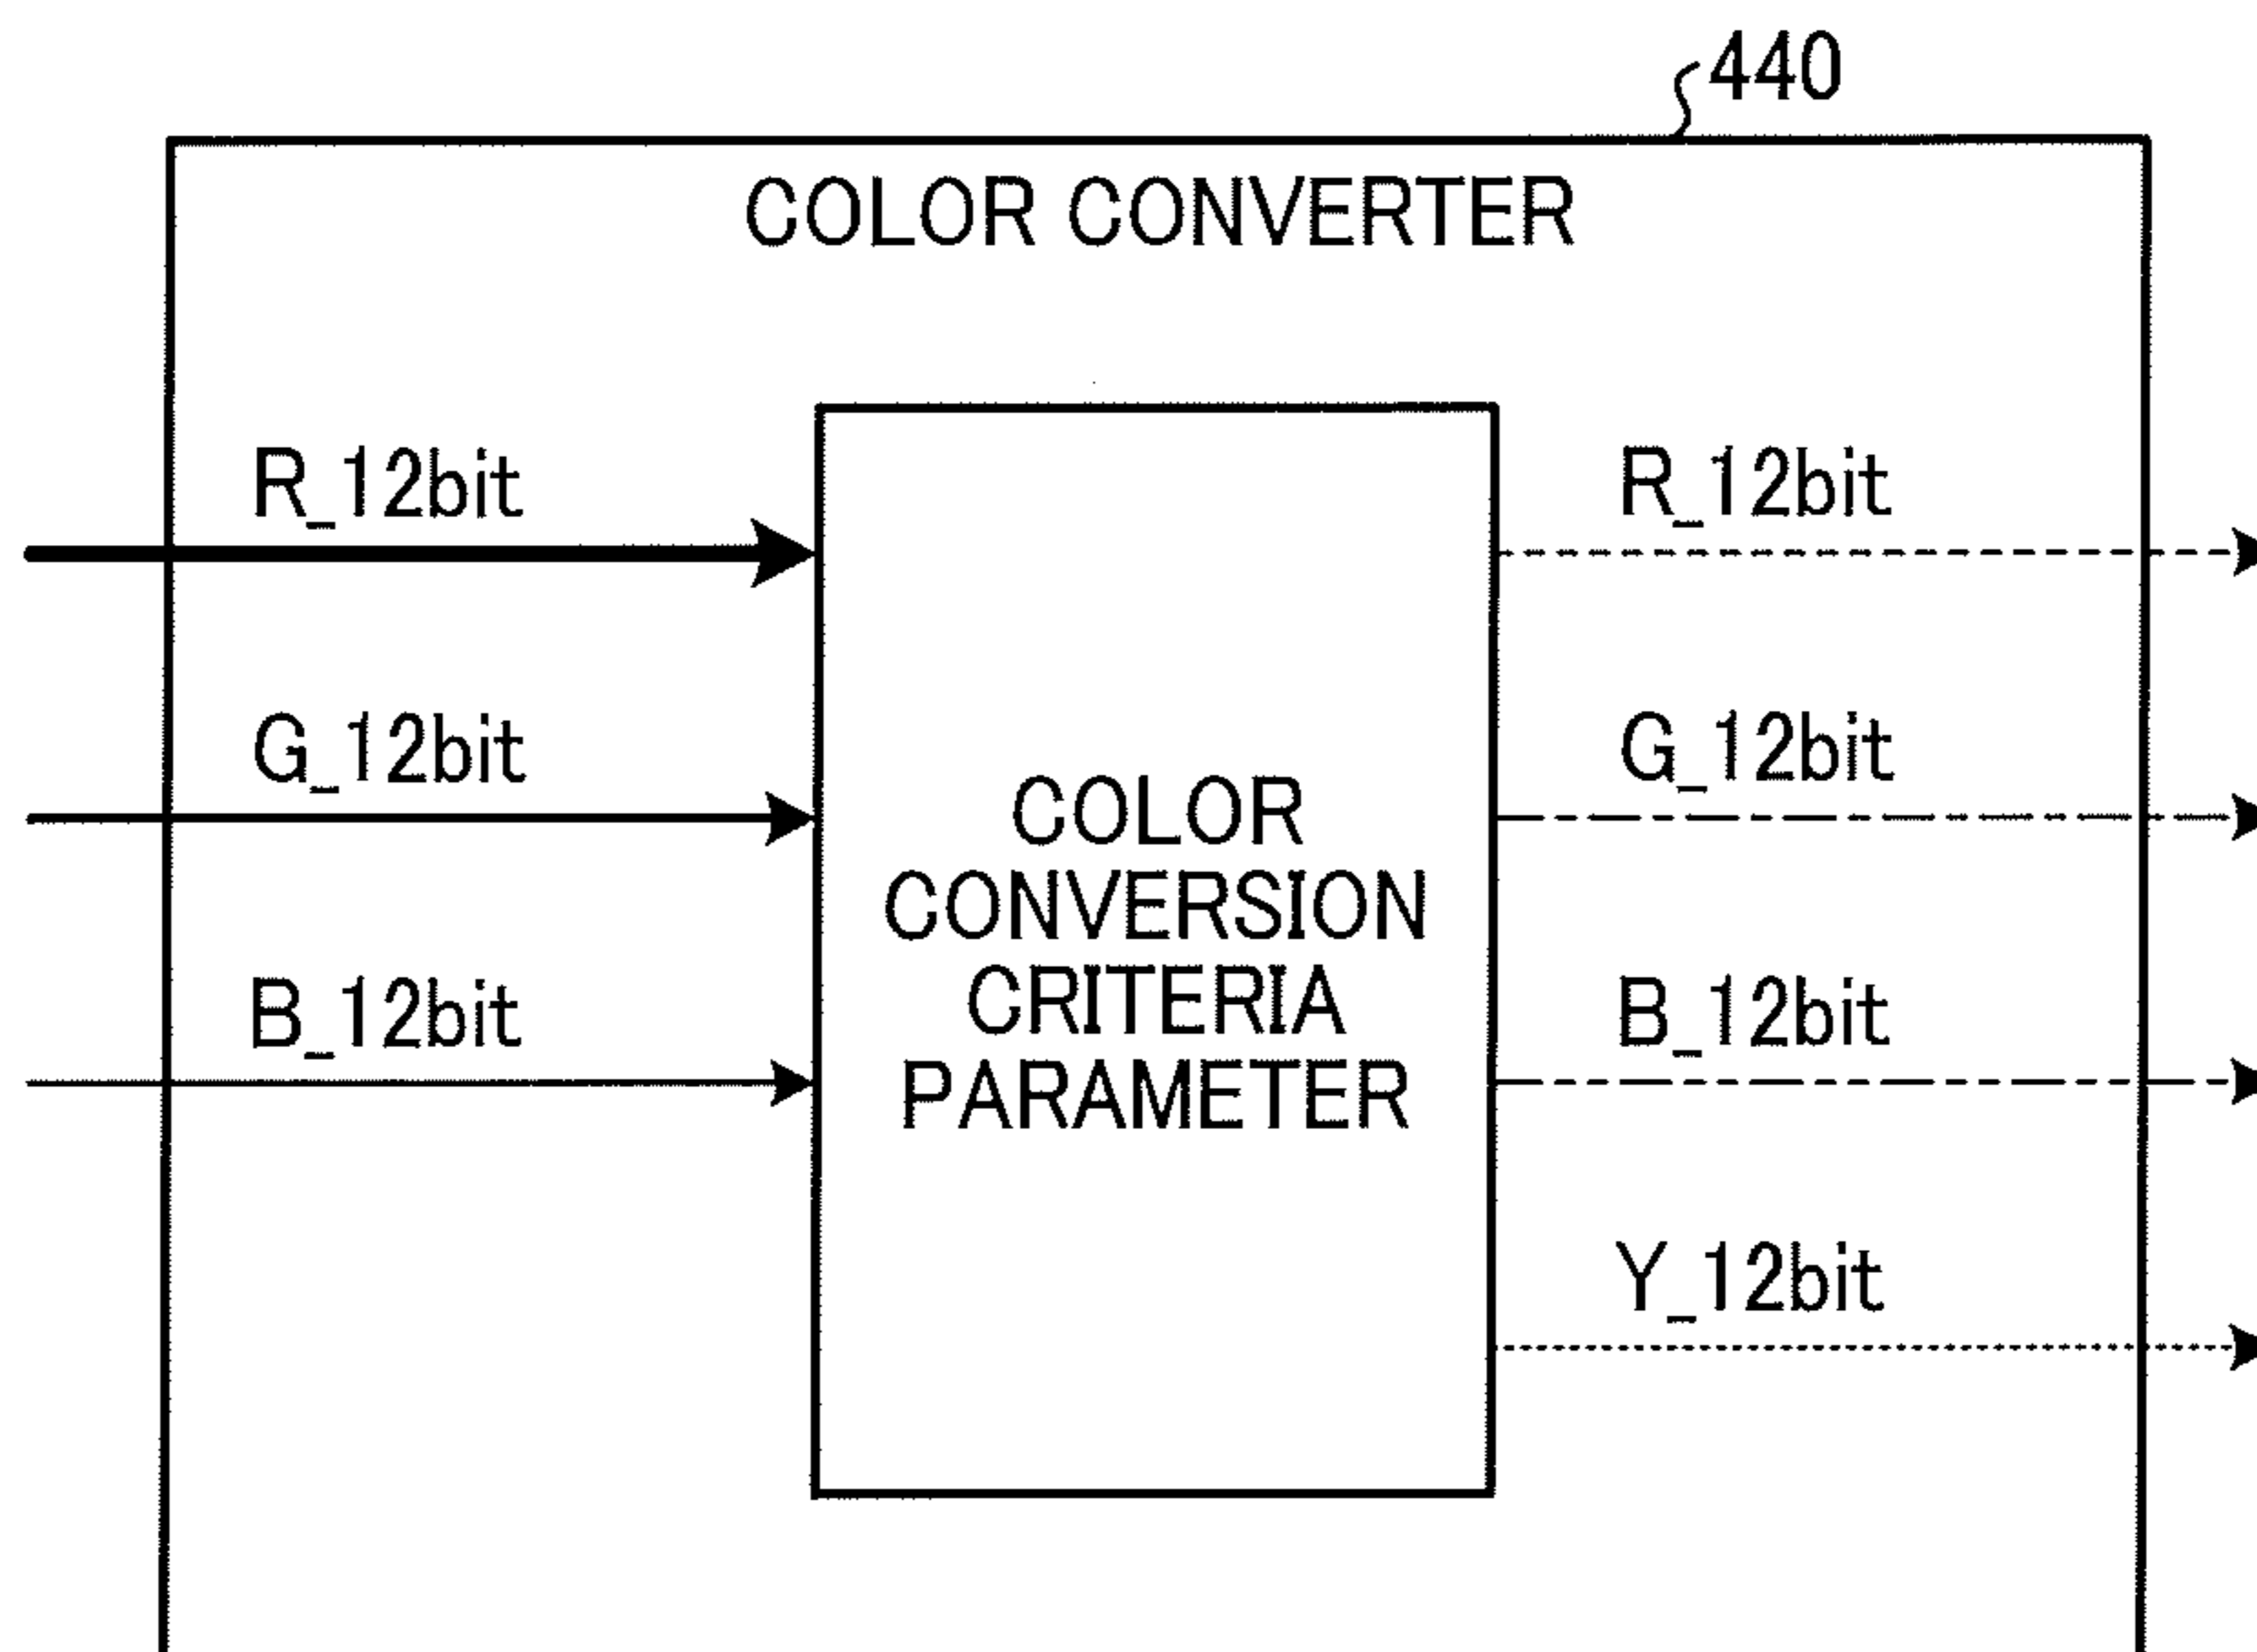 440
COLOR CONVERTER
R_12bit
R_12bit
G_12bit
G_12bit
COLOR
CONVERSION
CRITERIA
PARAMETER
B_12bit
B_12bit
Y_12bit